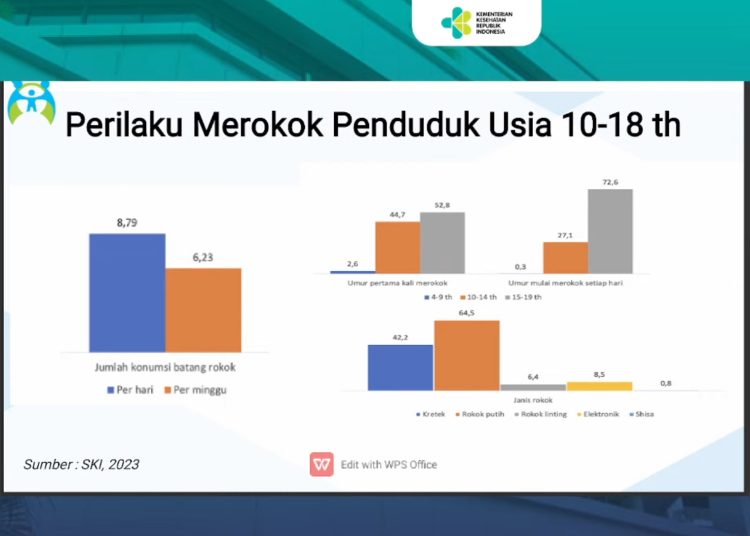 KEMENTERIAN
KESEHATAN
REPUBLIK
INDONESIA
Perilaku Merokok Penduduk Usia 10-18 th
8,79
6,23
Jumlah konumsi batang rokok
Per hari Per minggu
2,6 44,7 52,8 0,3 27,1 72,6
Umur pertama kali merokok Umur mulai merokok setiap hari
4-9 th 10-14 th 15-19 th
42,2 64,5 6,4 8,5 0,8
Janis rokok
Kretek Rokok putih Rokok linting Elektronik Shisa
Sumber : SKI, 2023
Edit with WPS Office